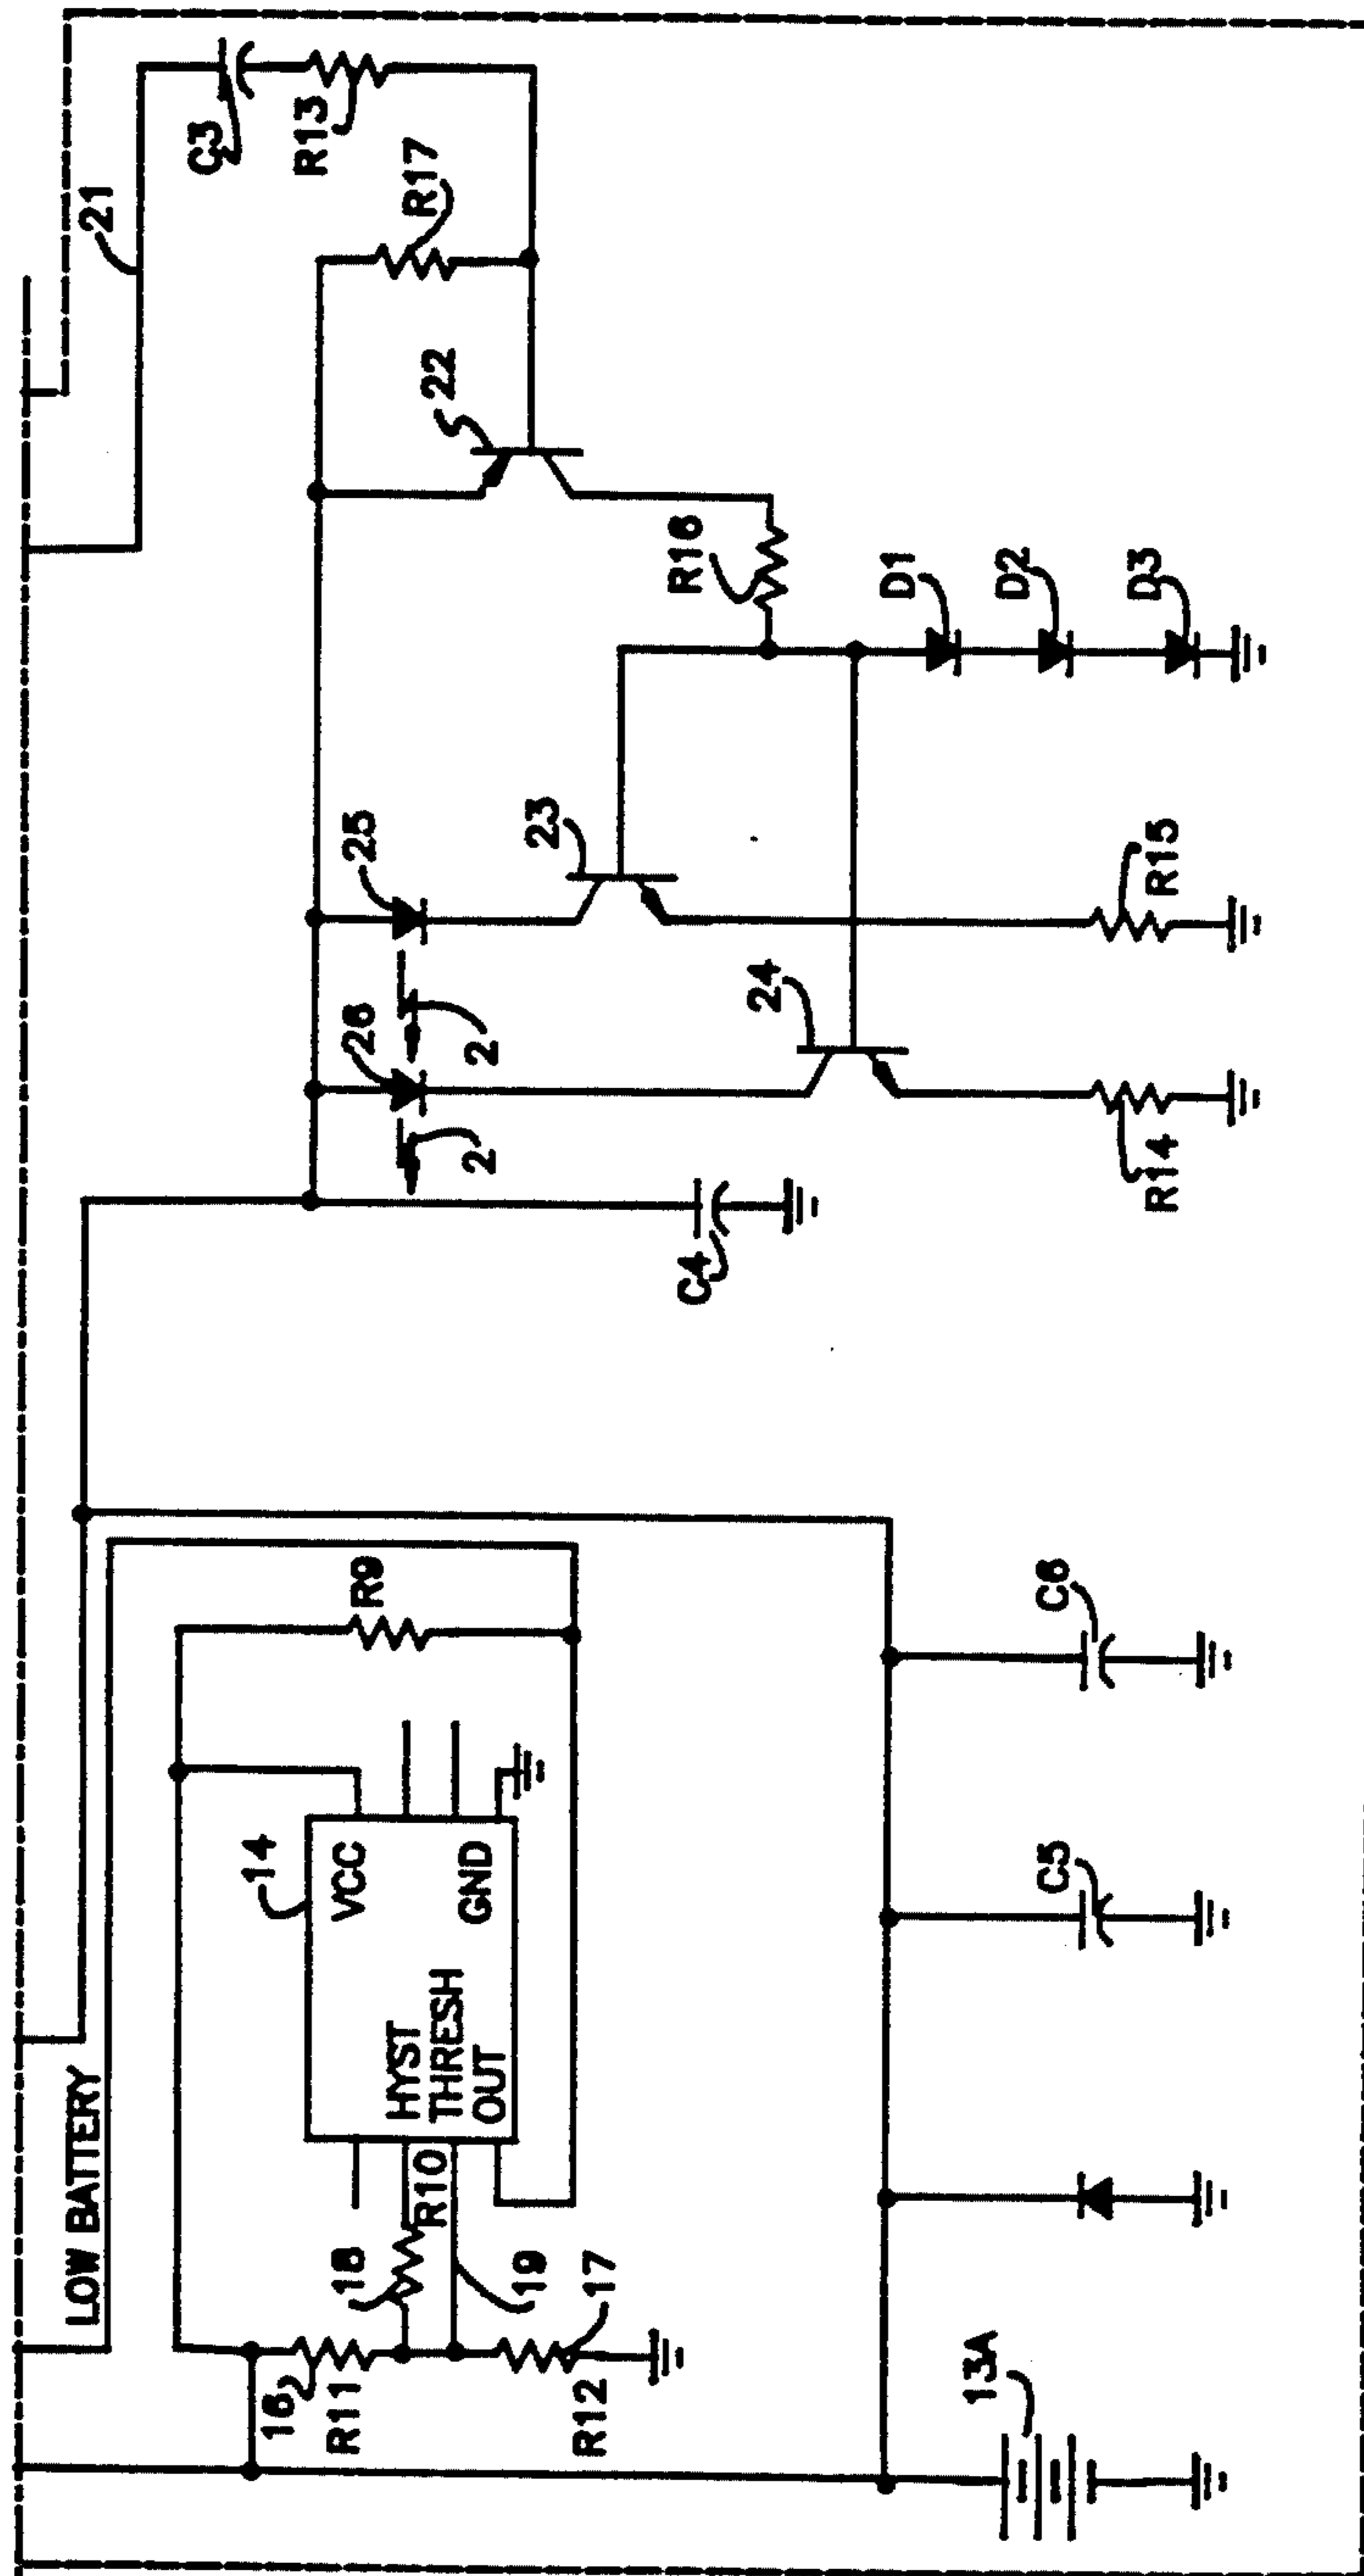 LOW BATTERY
16
R11
18
R10
19
17
R12
14
VCC
HYST
THRESH
OUT
GND
R9
13A
C5
C6
C4
26
25
2
2
24
23
R14
R15
R16
22
21
C3
R13
R17
D1
D2
D3